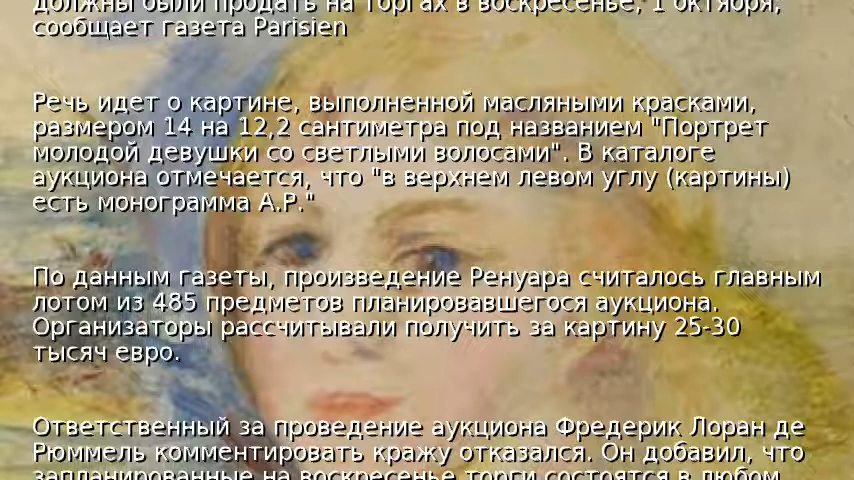 должны были продать на торгах в воскресенье, 1 октября,
сообщает газета Parisien
Речь идет о картине, выполненной масляными красками,
размером 14 на 12,2 сантиметра под названием "Портрет
молодой девушки со светлыми волосами". В каталоге
аукциона отмечается, что "в верхнем левом углу (картины)
есть монограмма А.Р."
По данным газеты, произведение Ренуара считалось главным
лотом из 485 предметов планировавшегося аукциона.
Организаторы рассчитывали получить за картину 25-30
тысяч евро.
Ответственный за проведение аукциона Фредерик Лоран де
Рюммель комментировать кражу отказался. Он добавил, что
запланированные на воскресенье торги состоятся в любом